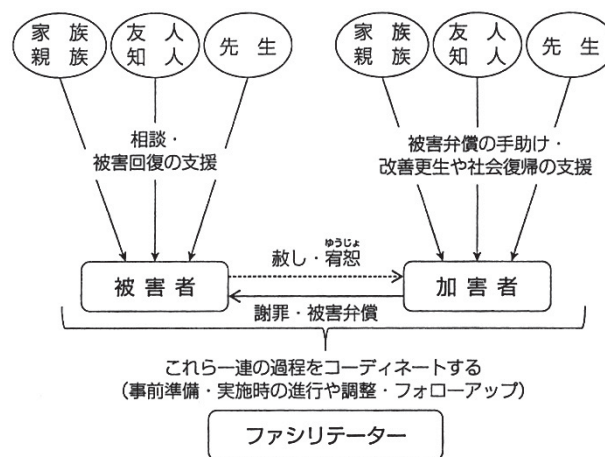 家族
親族
友人
知人
先生
家族
親族
友人
知人
先生
相談・
被害回復の支援
被害弁償の手助け・
改善更生や社会復帰の支援
ゆうじょ
赦し・宥恕
被害者
加害者
謝罪・被害弁償
これら一連の過程をコーディネートする
(事前準備・実施時の進行や調整・フォローアップ)
ファシリテーター